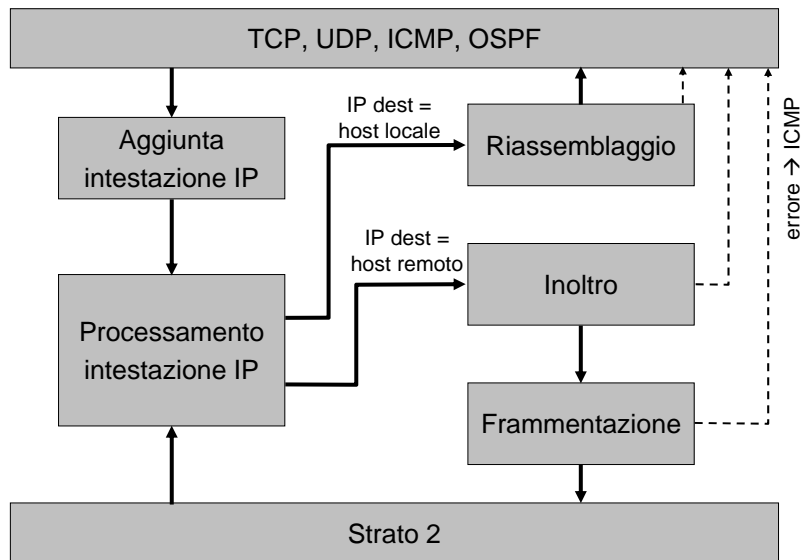 TCP, UDP, ICMP, OSPF
Aggiunta
intestazione IP
IP dest =
host locale
Riassemblaggio
errore → ICMP
IP dest =
host remoto
Inoltro
Processamento
intestazione IP
Frammentazione
Strato 2